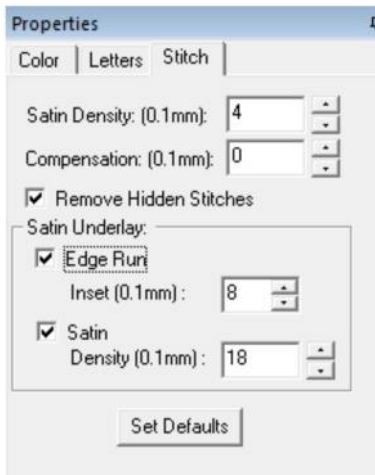 Properties
Color Letters Stitch
Satin Density: (0.1mm): 4
Compensation: (0.1mm): 0
Remove Hidden Stitches
Satin Underlay:
Edge Run
Inset (0.1mm) : 8
Satin
Density (0.1mm) : 18
Set Defaults